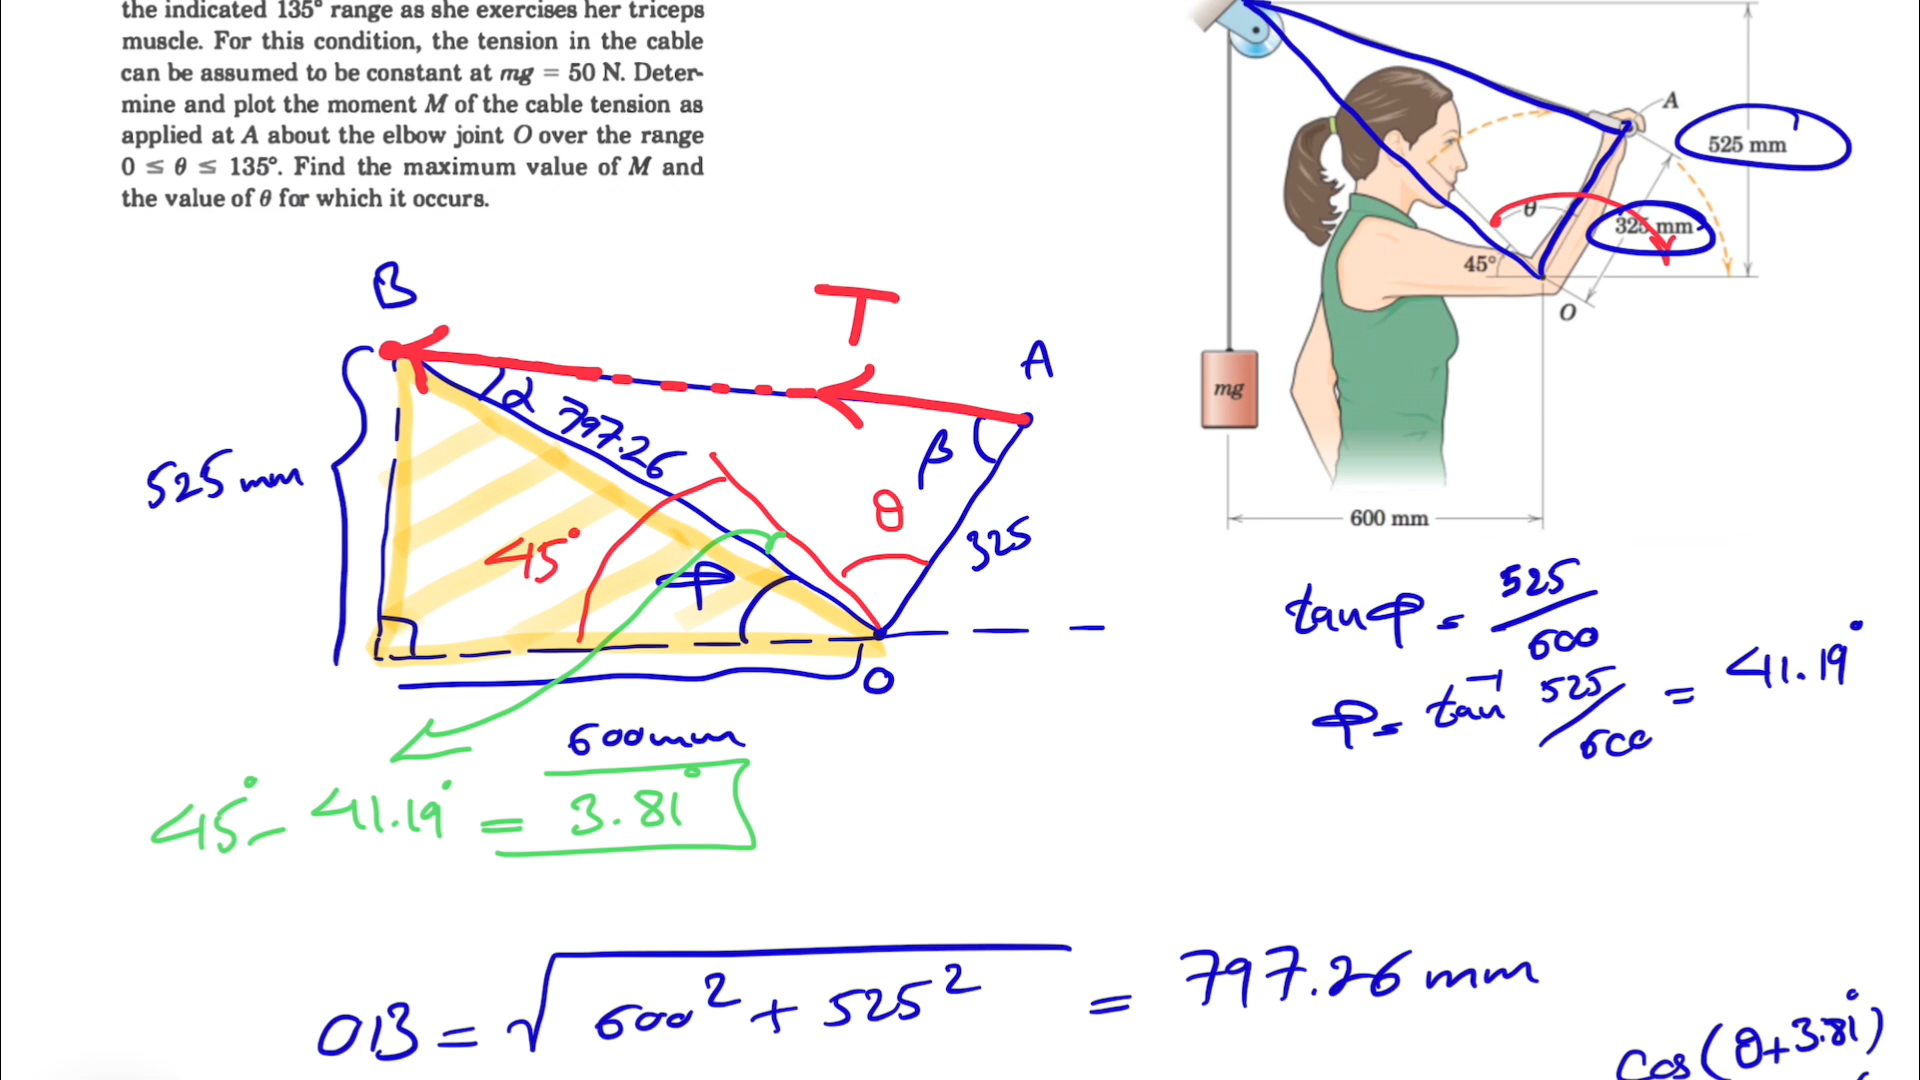 the indicated 135° range as she exercises her triceps
muscle. For this condition, the tension in the cable
can be assumed to be constant at mg = 50 N. Deter-
mine and plot the moment M of the cable tension as
applied at A about the elbow joint O over the range
0 ≤ θ ≤ 135°. Find the maximum value of M and
the value of θ for which it occurs.
A
525 mm
θ
325 mm
45°
O
mg
600 mm
B
T
A
α
797.26
β
525 mm
45°
θ
325
φ
O
600 mm
45° - 41.19° = 3.81°
tan φ = 525/600
φ = tan⁻¹ 525/600 = 41.19°
OB = √600² + 525² = 797.26 mm
Cos(θ+3.81°)